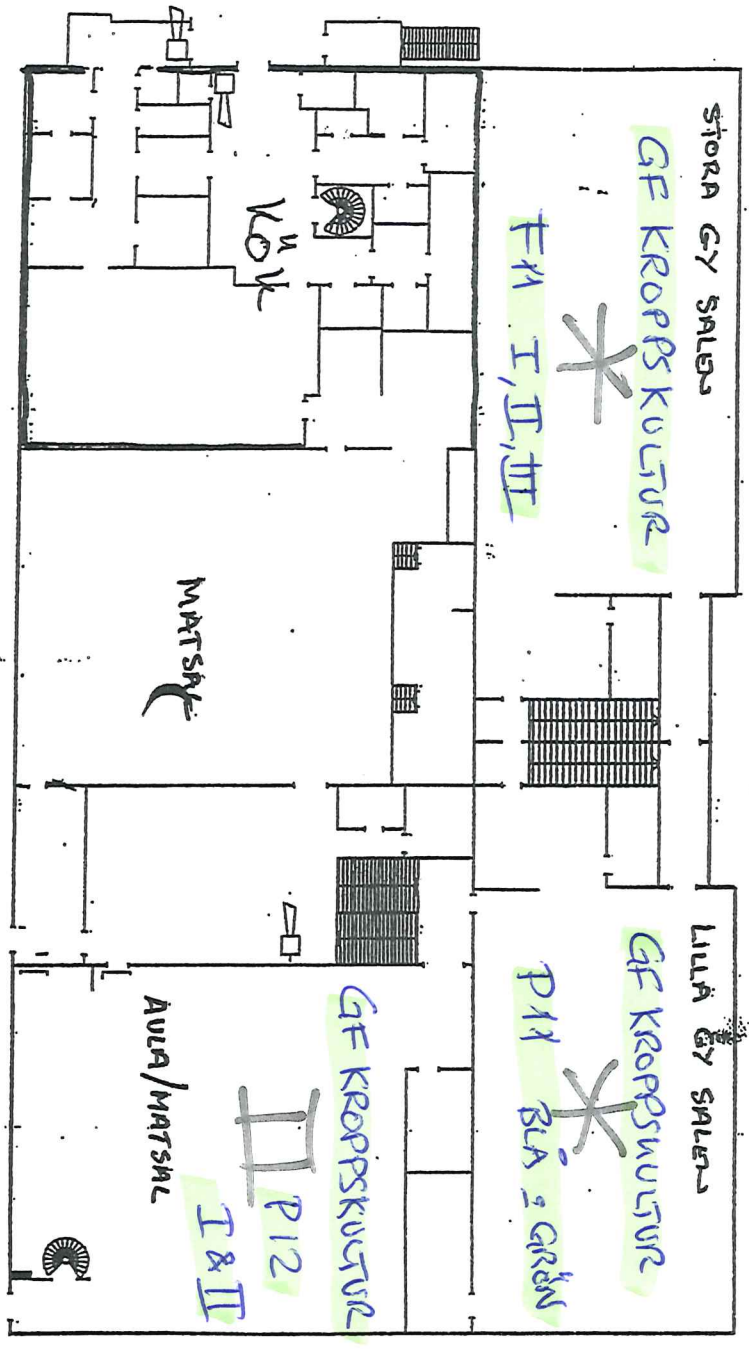 STORA GY SALEN
GF KROPPSKULTUR
F11 I, II, III
LILLA GY SALEN
GF KROPPSKULTUR
P11 BLÅ & GRÖN
KÖK
MATSAL
AULA/MATSAL
GF KROPPSKULTUR
P12
I & II